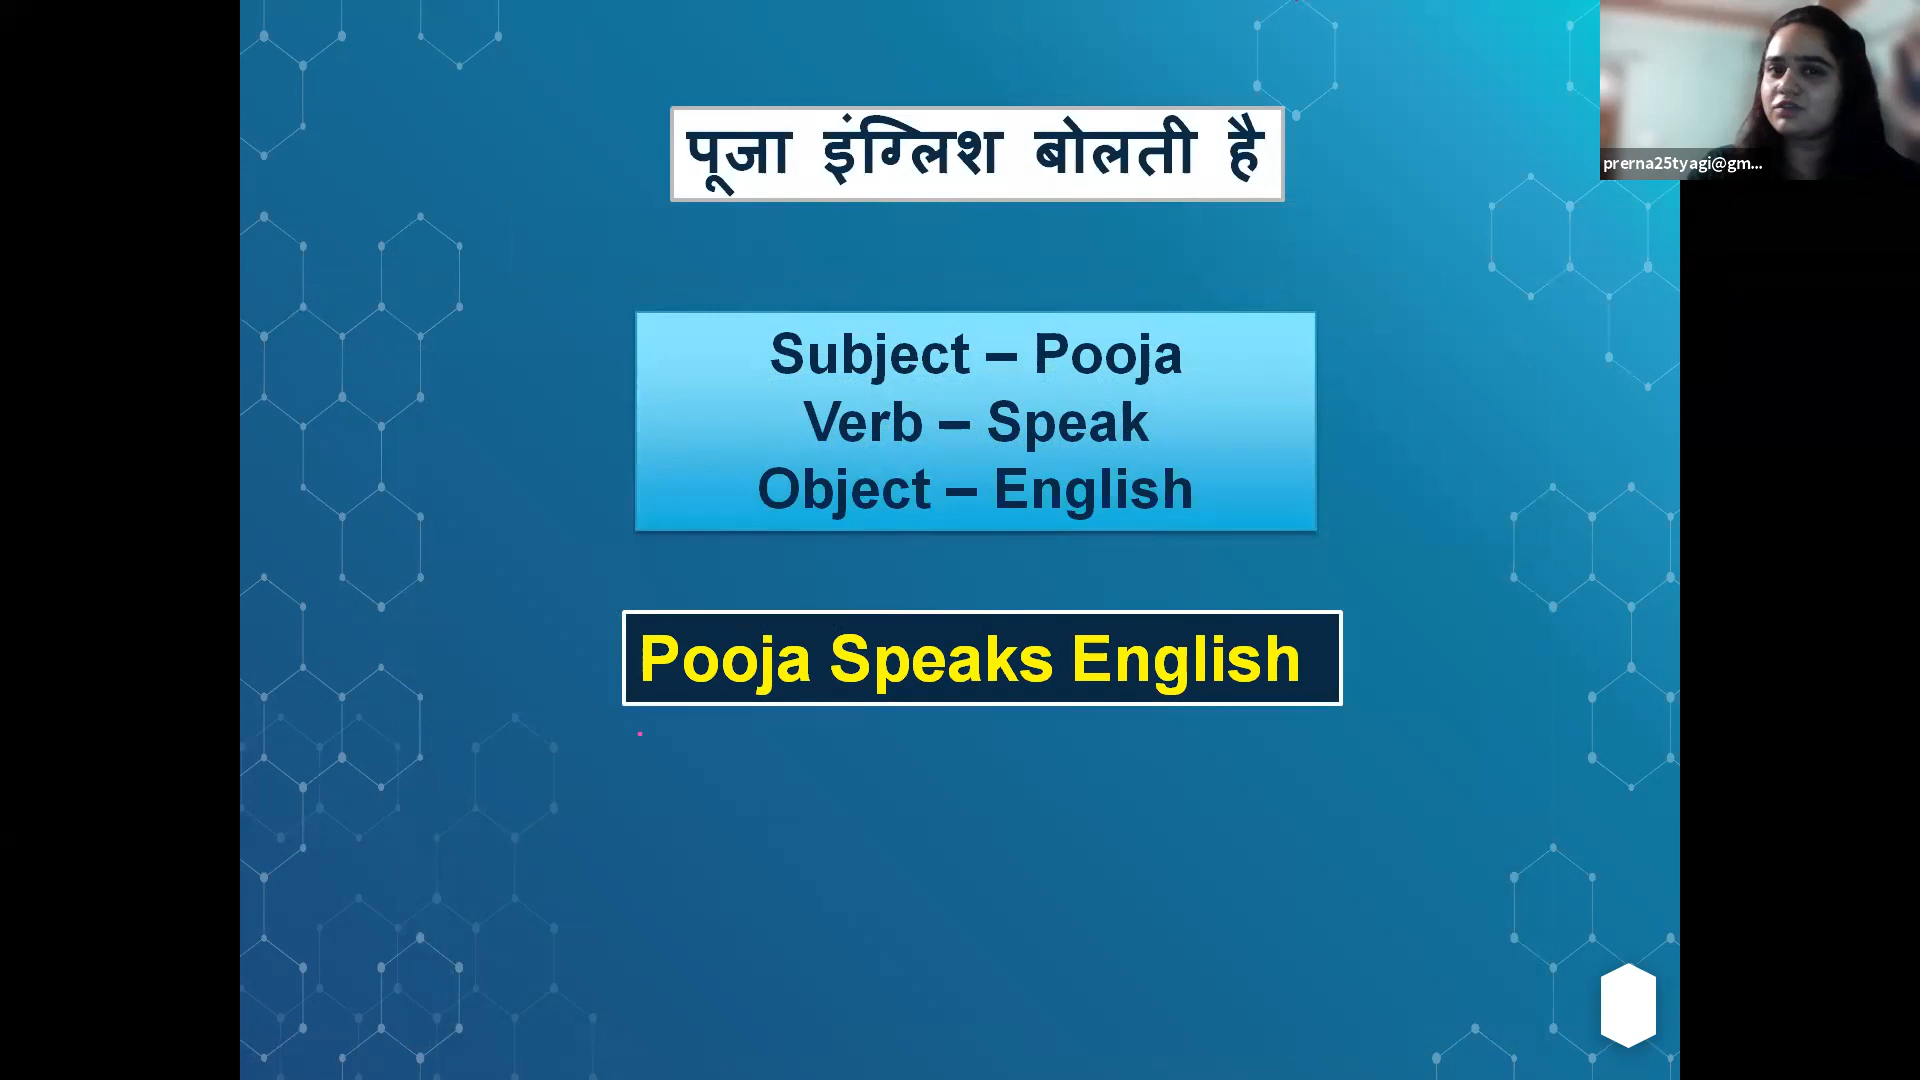 पूजा इंग्लिश बोलती है
prerna25tyagi@gm...
Subject – Pooja
Verb – Speak
Object – English
Pooja Speaks English